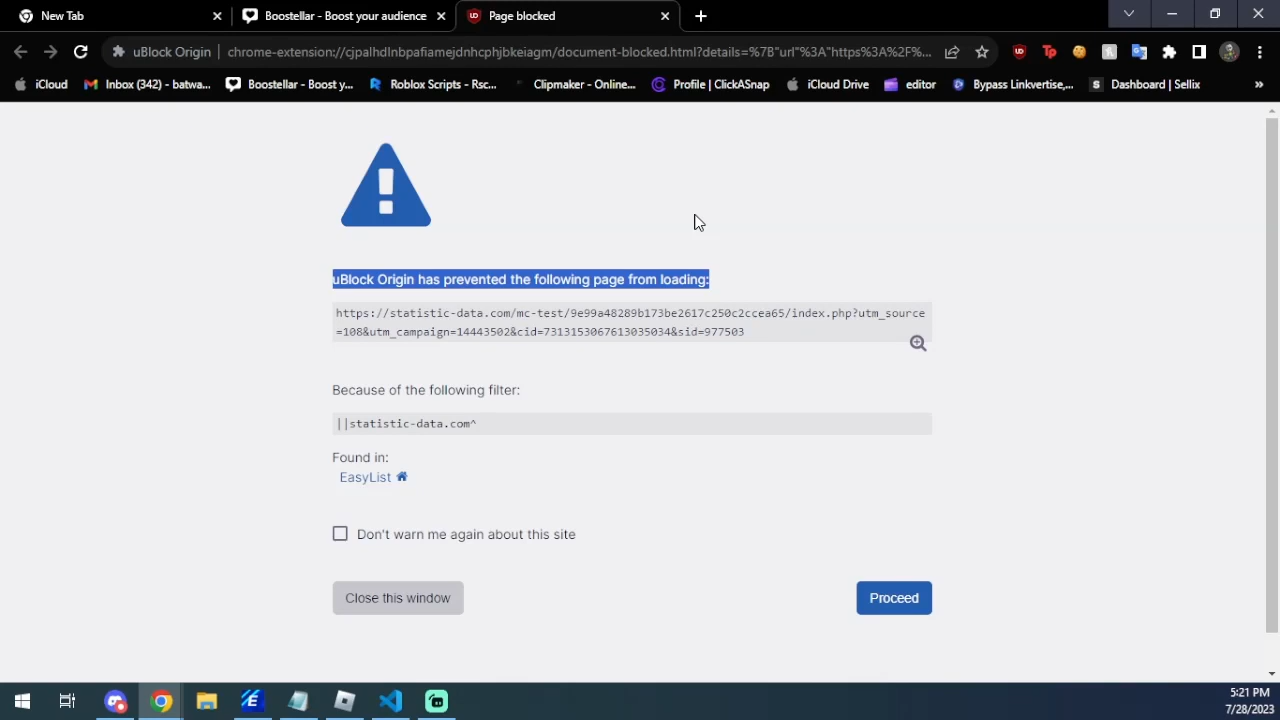 New Tab
Boostellar - Boost your audience
Page blocked
uBlock Origin
chrome-extension://cjpalhdlnbpafiamejdnhcphjbkeiagm/document-blocked.html?details=%7B"url"%3A"https%3A%2F%...
iCloud
Inbox (342) - batwa...
Boostellar - Boost y...
Roblox Scripts - Rsc...
Clipmaker - Online...
Profile | ClickASnap
iCloud Drive
editor
Bypass Linkvertise,...
Dashboard | Sellix
»
uBlock Origin has prevented the following page from loading:
https://statistic-data.com/mc-test/9e99a48289b173be2617c250c2ccea65/index.php?utm_source
=108&utm_campaign=14443502&cid=7313153067613035034&sid=977503
Because of the following filter:
||statistic-data.com^
Found in:
EasyList
Don't warn me again about this site
Close this window
Proceed
5:21 PM
7/28/2023